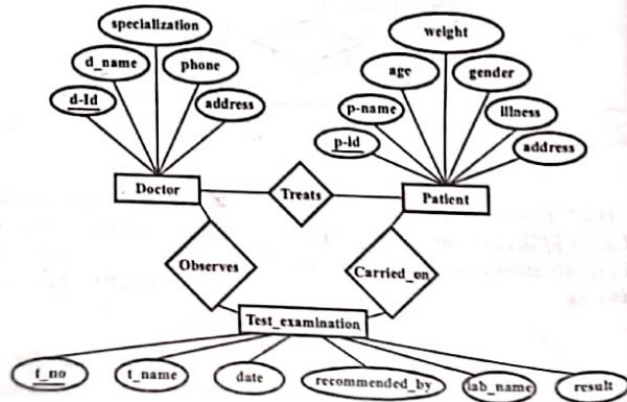 specialization
weight
d_name
phone
age
gender
d-Id
address
p-name
illness
p-id
address
Doctor
Treats
Patient
Observes
Carried_on
Test_examination
t_no
t_name
date
recommended_by
lab_name
result